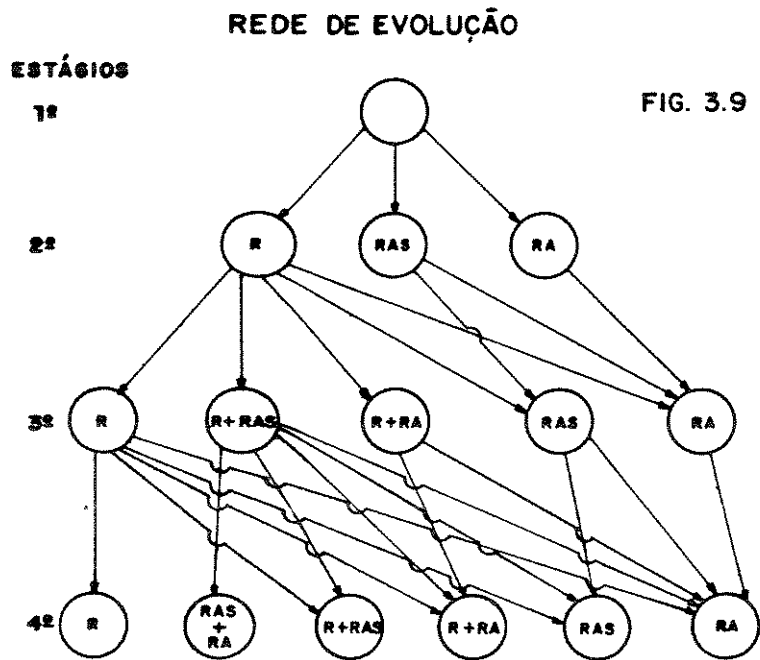 REDE DE EVOLUÇÃO
ESTÁGIOS
FIG. 3.9
1º
2º
R
RAS
RA
3º
R
R+RAS
R+RA
RAS
RA
4º
R
RAS
+
RA
R+RAS
R+RA
RAS
RA